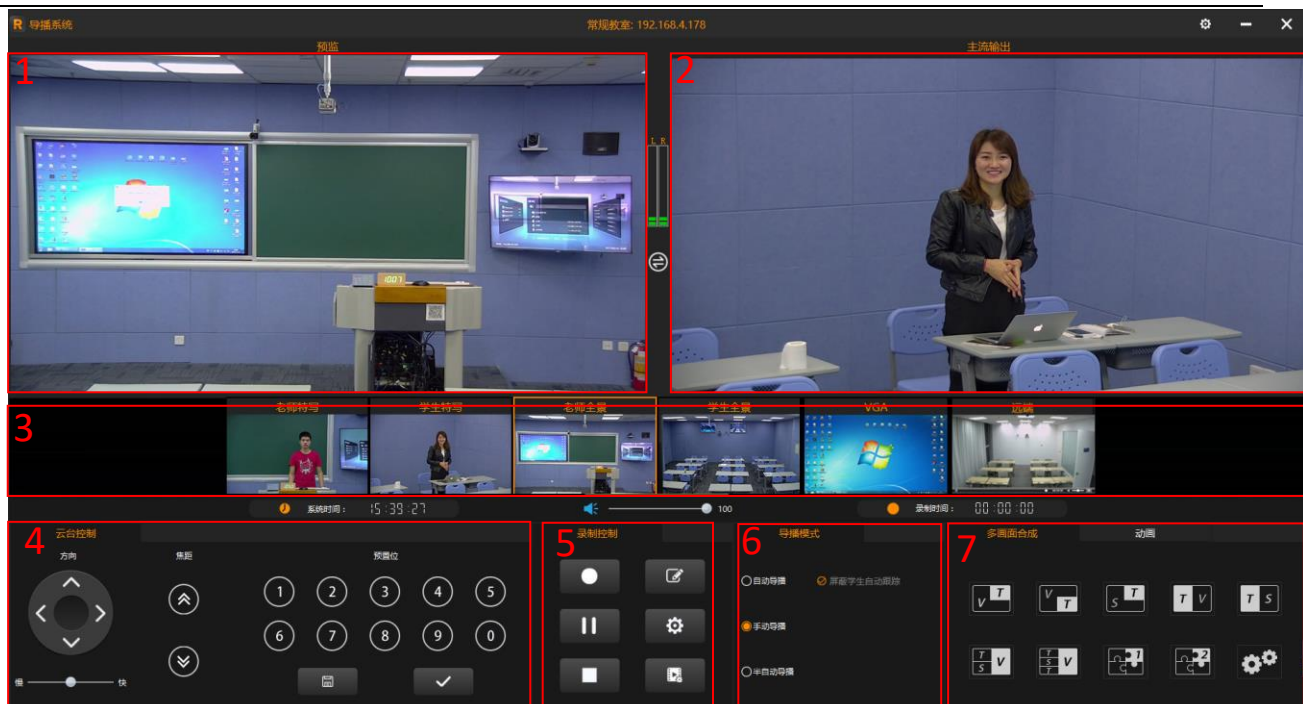 R 导播系统
常规教室: 192.168.4.178
预监
主流输出
1
2
L R
1007
3
老师特写
学生特写
老师全景
学生全景
VGA
远端
系统时间：
15:39:27
100
录制时间：
00:00:00
4
云台控制
方向
焦距
预置位
1 2 3 4 5
6 7 8 9 0
慢
快
5
录制控制
6
导播模式
自动导播
屏蔽学生自动跟踪
手动导播
半自动导播
7
多画面合成
动画
V T
V T
S T
T V
T S
T S V
T S T V
1
2